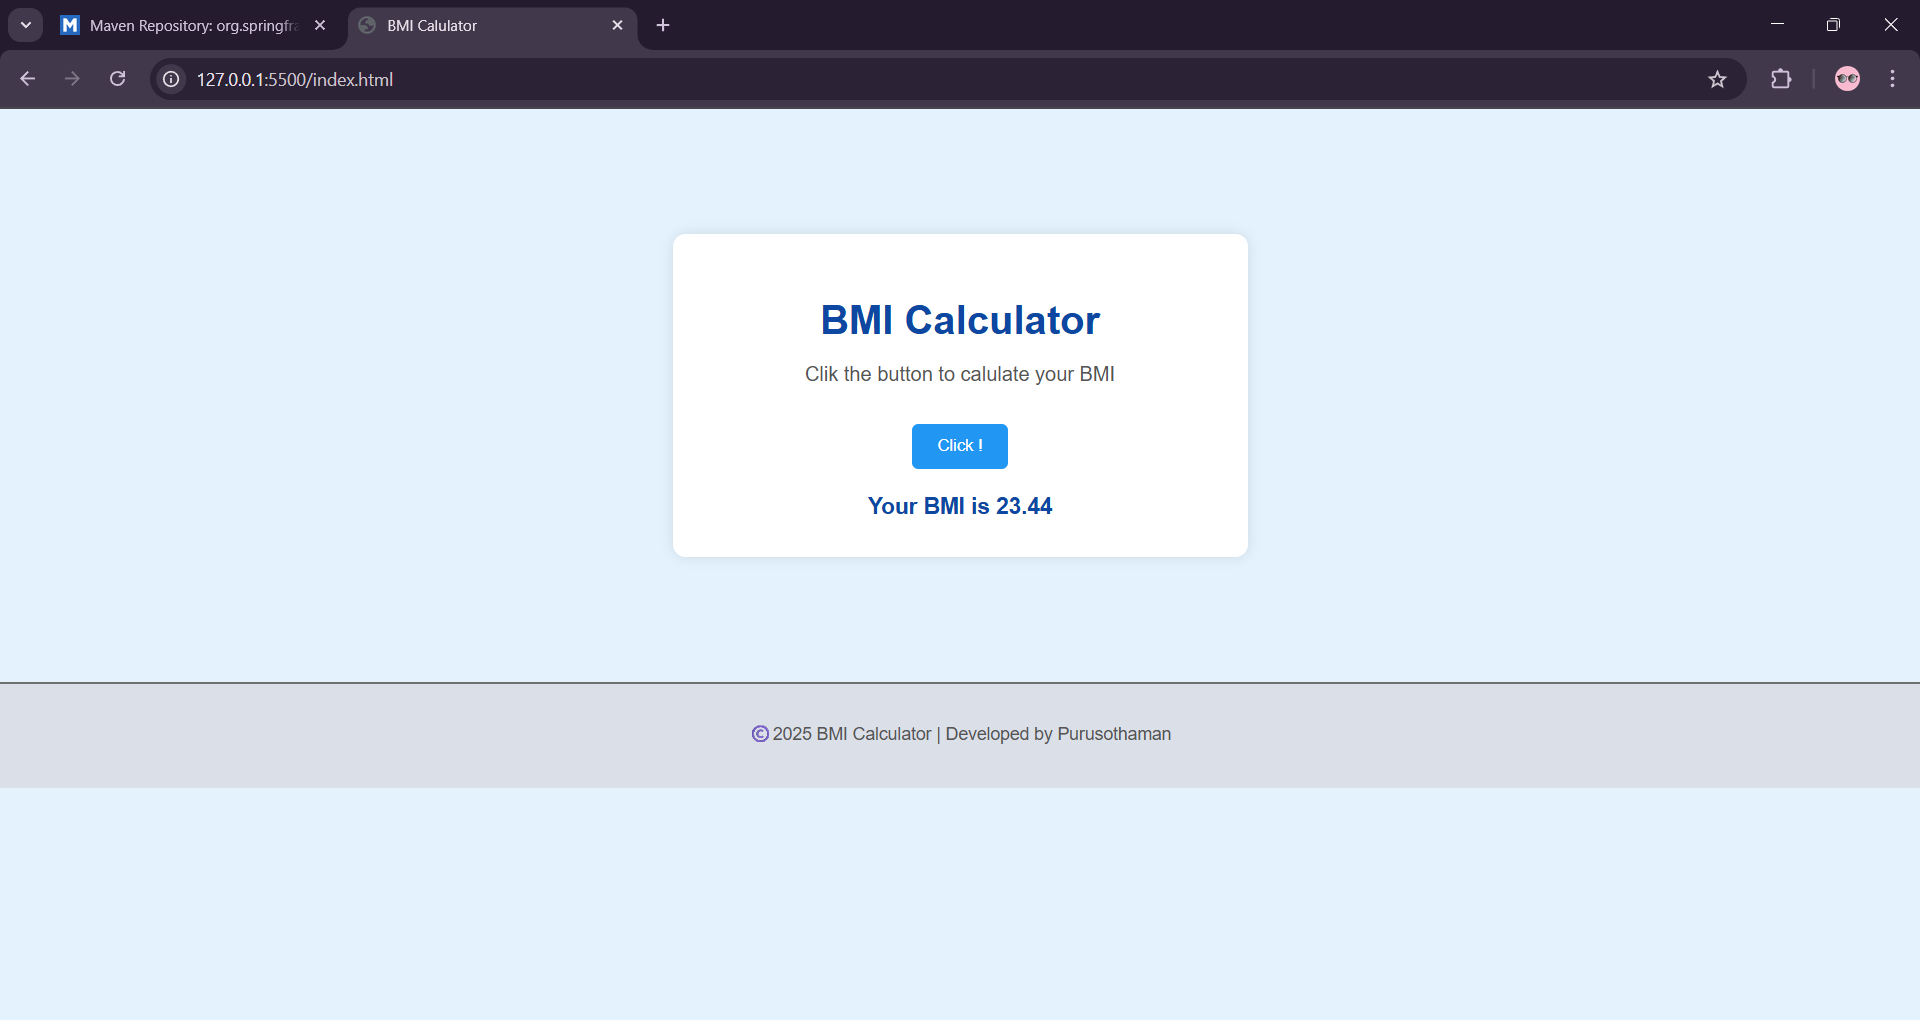 M Maven Repository: org.springfra
BMI Calulator
127.0.0.1:5500/index.html
BMI Calculator
Clik the button to calulate your BMI
Click !
Your BMI is 23.44
© 2025 BMI Calculator | Developed by Purusothaman